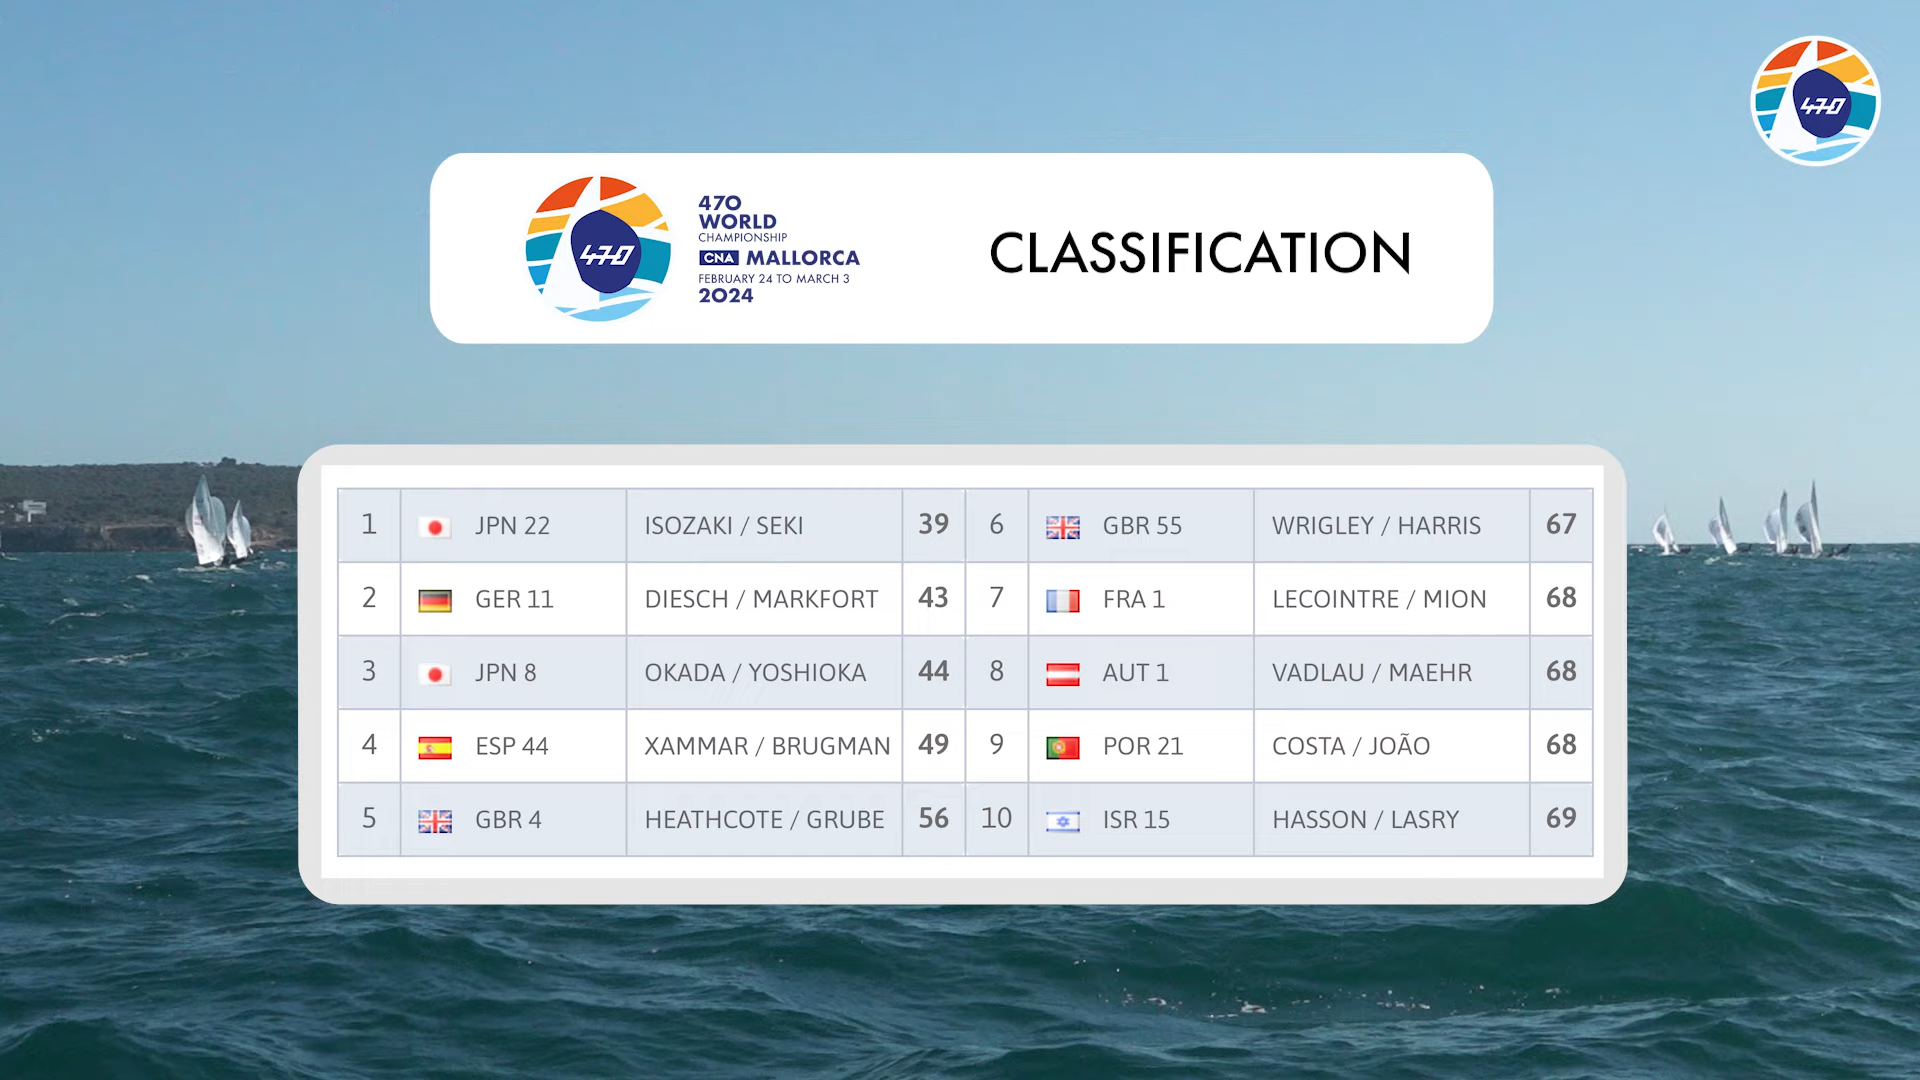 470
470
470
WORLD
CHAMPIONSHIP
CNA MALLORCA
FEBRUARY 24 TO MARCH 3
2024
CLASSIFICATION
1 JPN 22 ISOZAKI / SEKI 39 6 GBR 55 WRIGLEY / HARRIS 67
2 GER 11 DIESCH / MARKFORT 43 7 FRA 1 LECOINTRE / MION 68
3 JPN 8 OKADA / YOSHIOKA 44 8 AUT 1 VADLAU / MAEHR 68
4 ESP 44 XAMMAR / BRUGMAN 49 9 POR 21 COSTA / JOÃO 68
5 GBR 4 HEATHCOTE / GRUBE 56 10 ISR 15 HASSON / LASRY 69